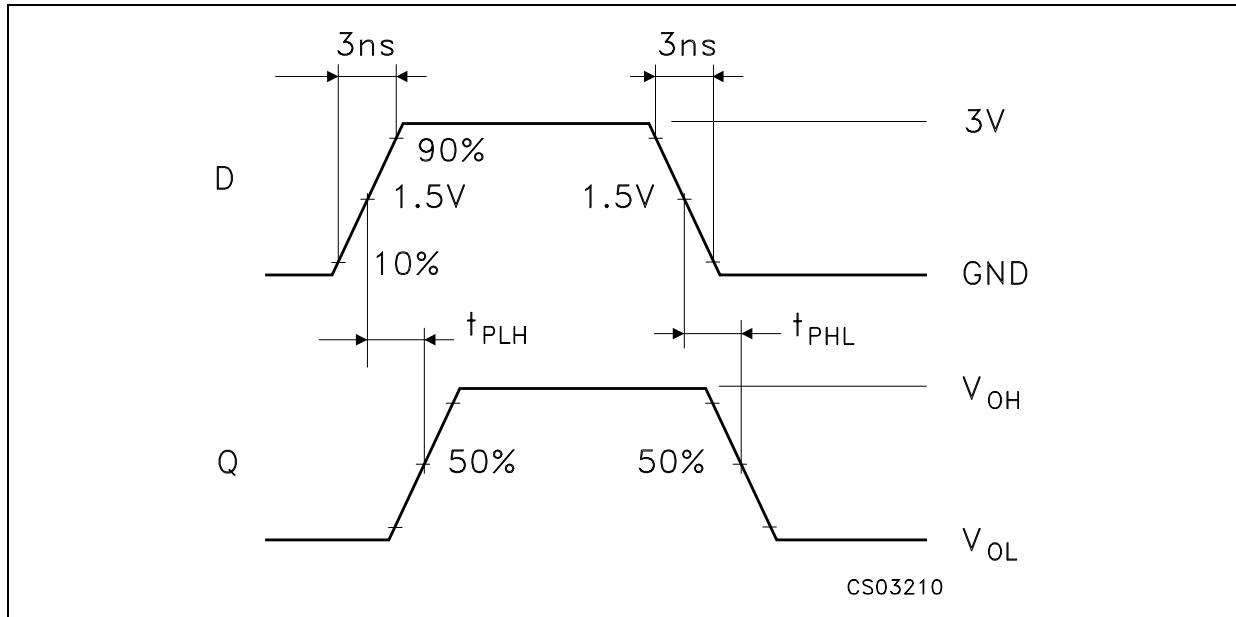 3ns 3ns
3V
90%
D
1.5V 1.5V
10%
GND
tPLH tPHL
VOH
Q
50% 50%
VOL
CS03210